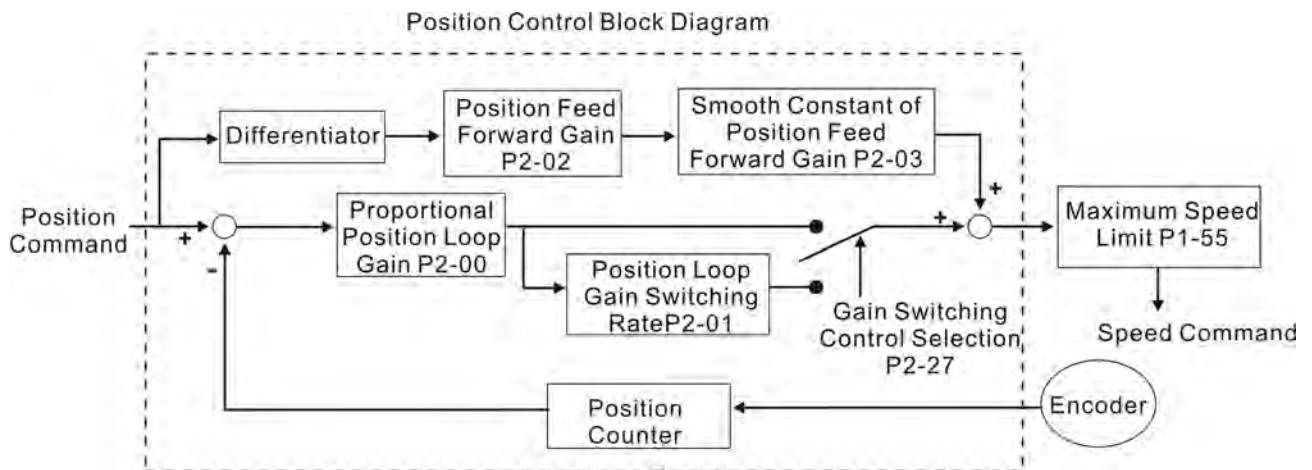 Position Control Block Diagram
Differentiator
Position Feed
Forward Gain
P2-02
Smooth Constant of
Position Feed
Forward Gain P2-03
Position
Command
+
-
Proportional
Position Loop
Gain P2-00
Position Loop
Gain Switching
RateP2-01
Gain Switching
Control Selection
P2-27
+
+
Maximum Speed
Limit P1-55
Speed Command
Position
Counter
Encoder